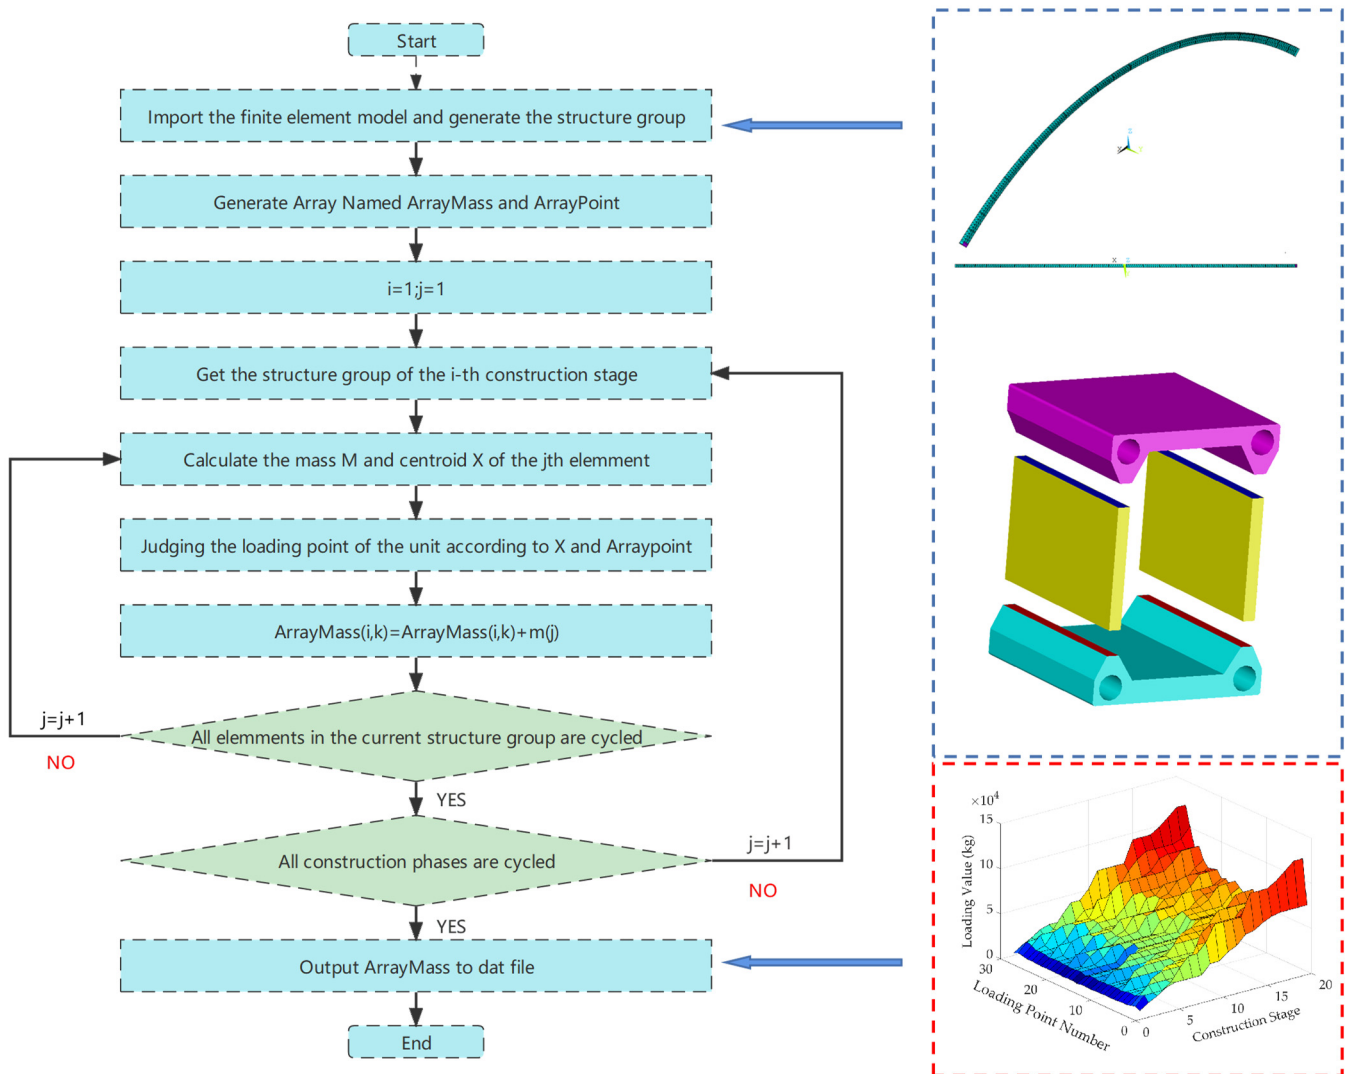 Start
Import the finite element model and generate the structure group
Generate Array Named ArrayMass and ArrayPoint
i=1;j=1
Get the structure group of the i-th construction stage
Calculate the mass M and centroid X of the jth elemment
Judging the loading point of the unit according to X and Arraypoint
ArrayMass(i,k)=ArrayMass(i,k)+m(j)
j=j+1
All elemments in the current structure group are cycled
NO
YES
j=j+1
All construction phases are cycled
NO
YES
Output ArrayMass to dat file
End
×10⁴
15
10
5
0
Loading Value (kg)
30
20
10
0
Loading Point Number
0
5
10
15
20
Construction Stage